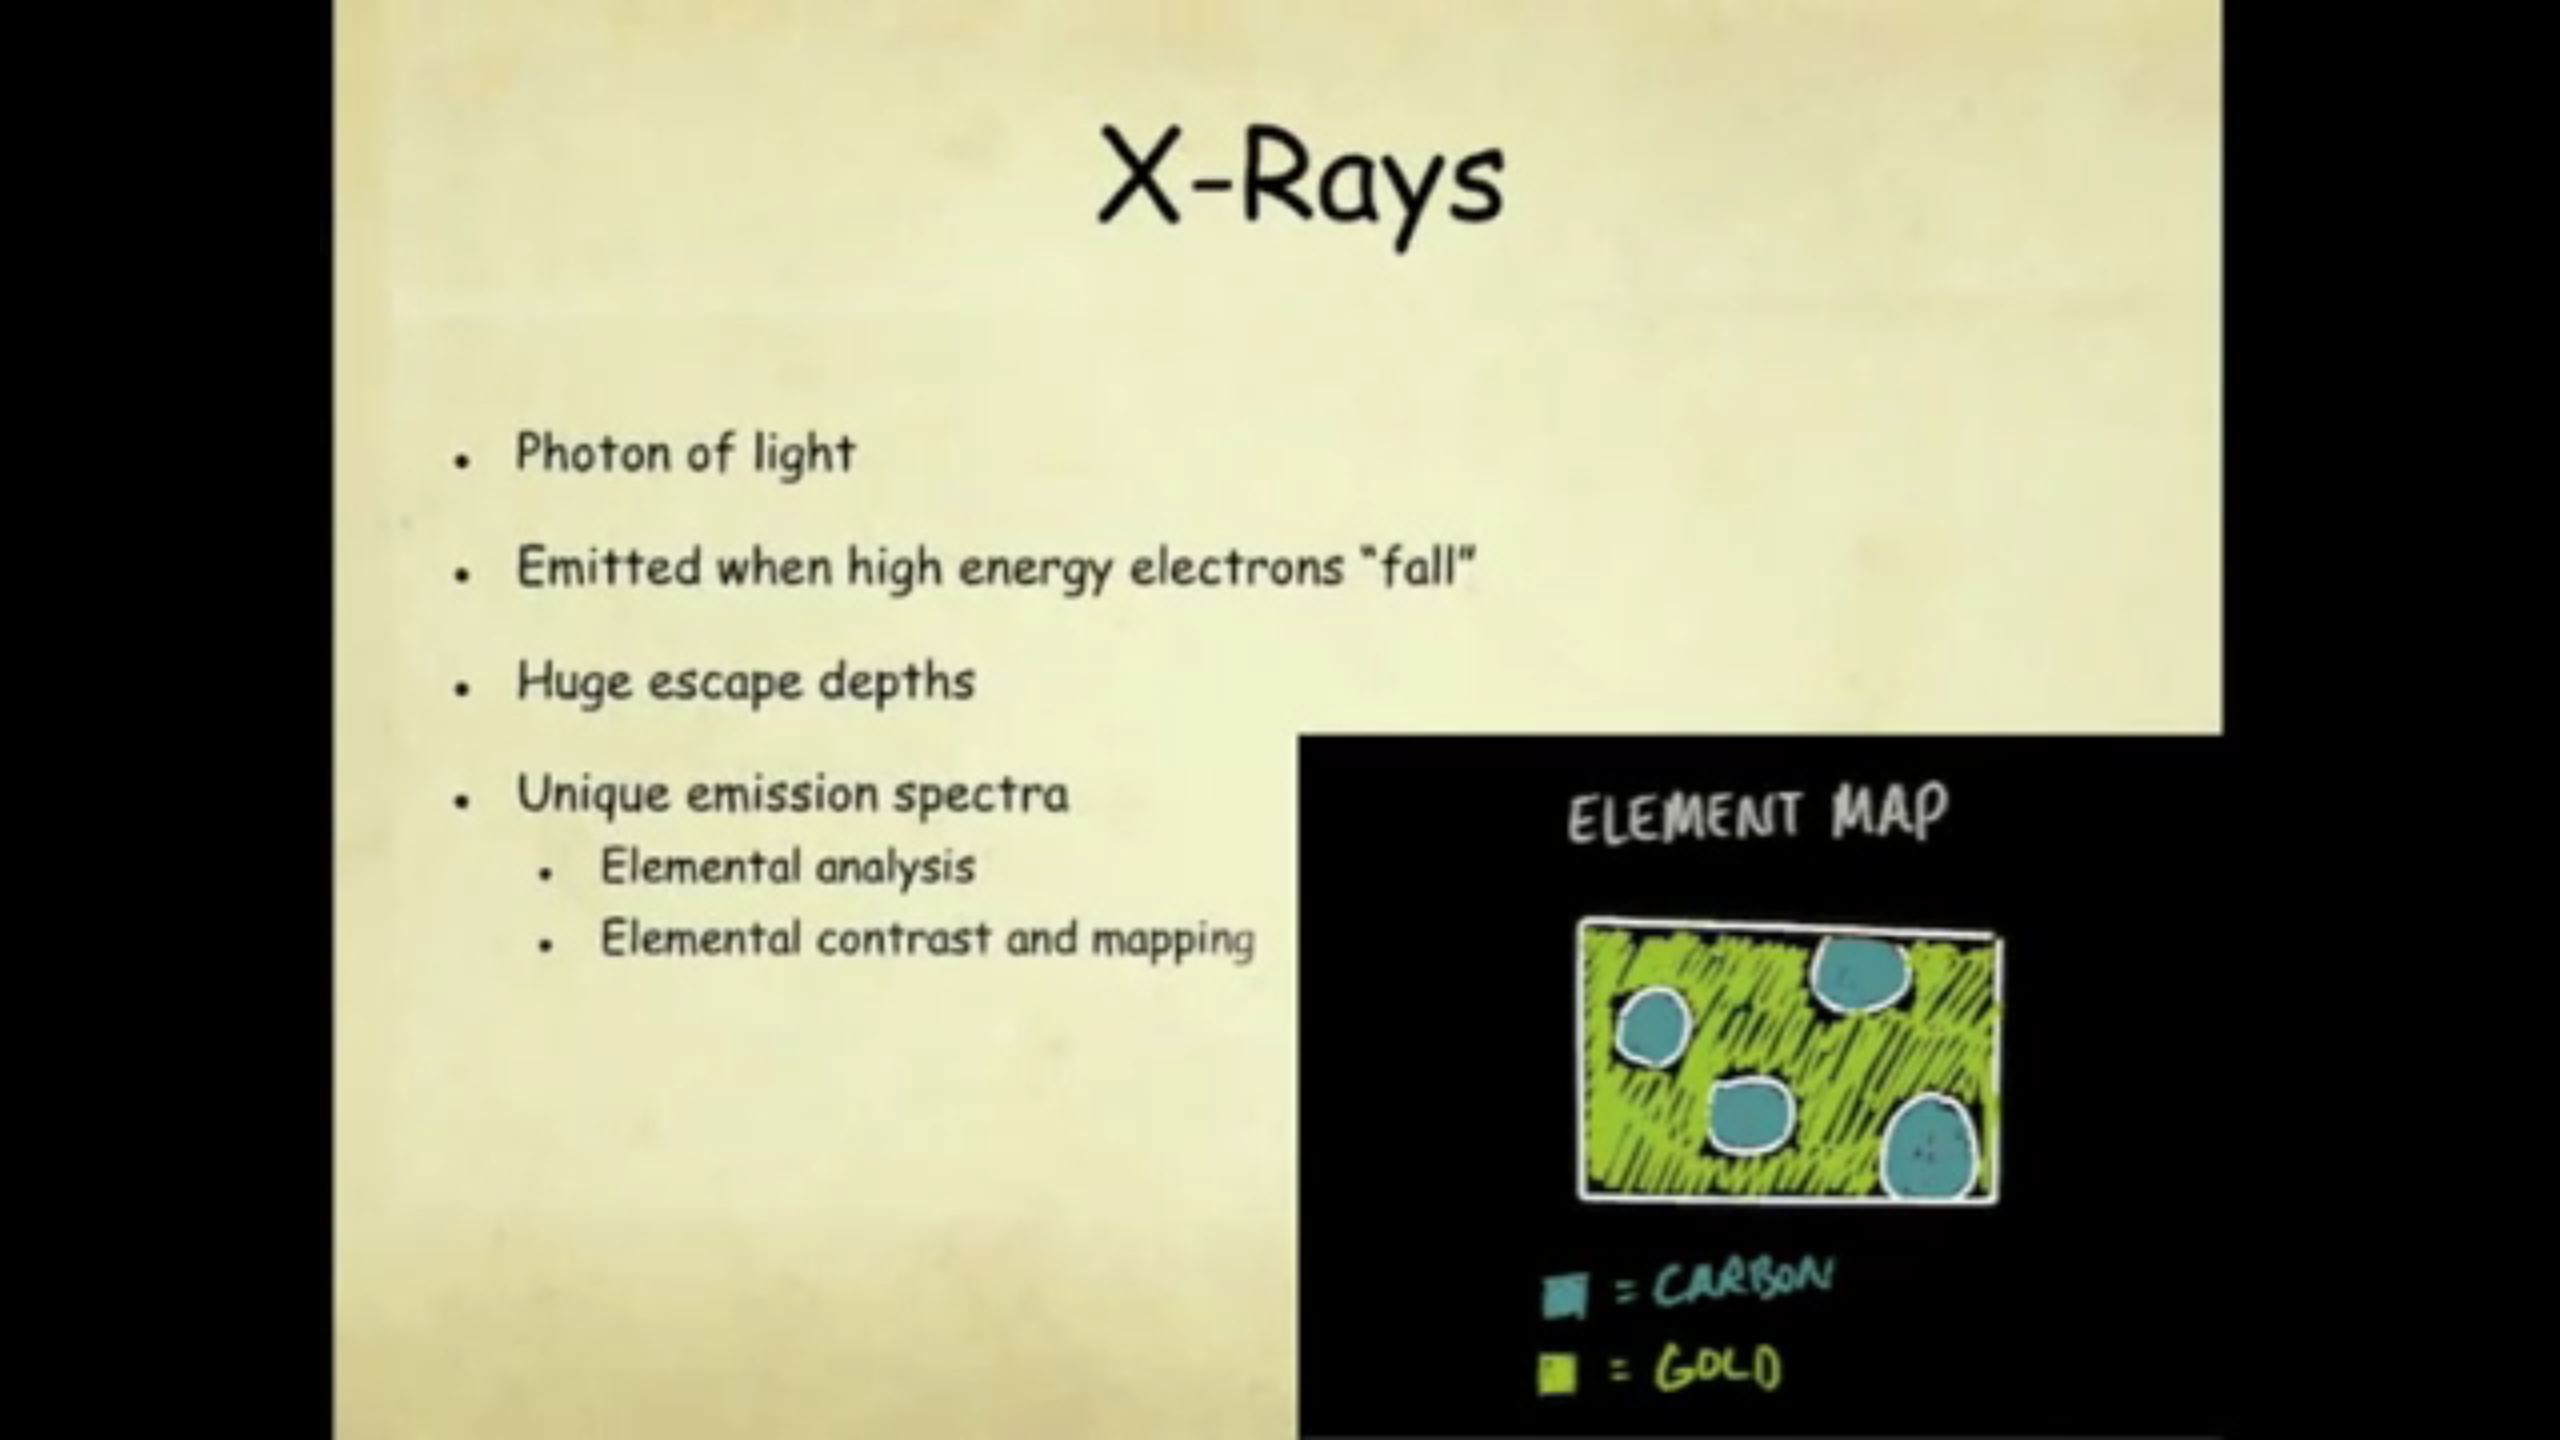 X-Rays
• Photon of light
• Emitted when high energy electrons “fall”
• Huge escape depths
• Unique emission spectra
• Elemental analysis
• Elemental contrast and mapping
ELEMENT MAP
= CARBON
= GOLD